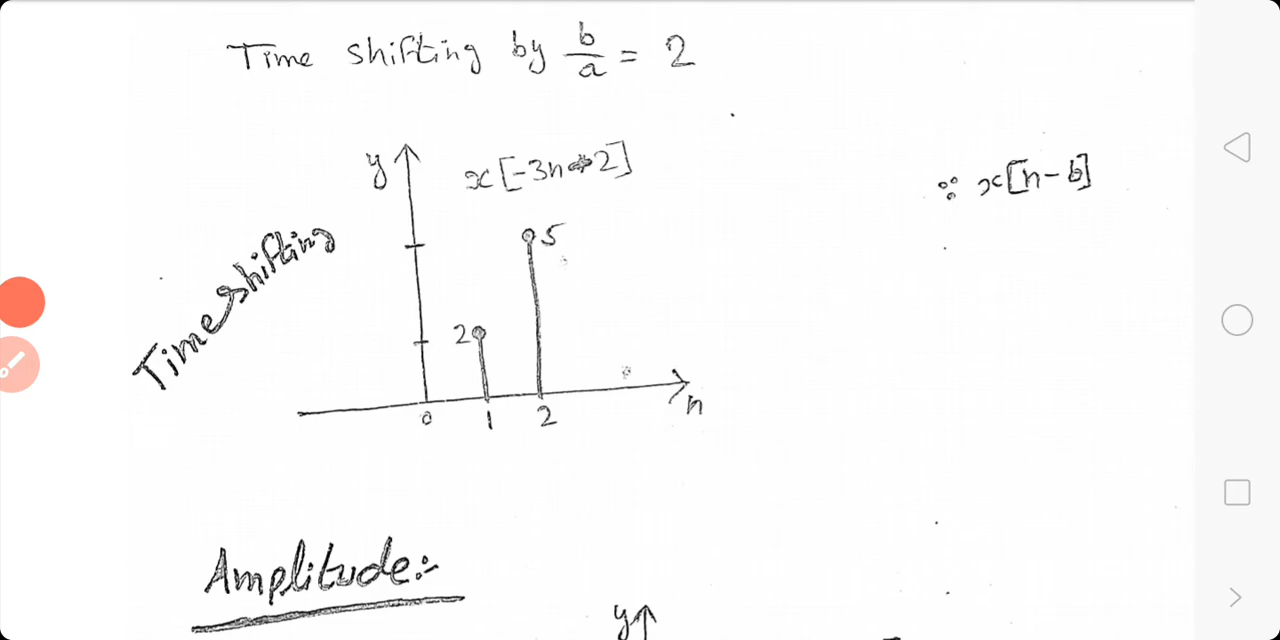 Time shifting by b/a = 2
y x[-3n+2]
∵ x[n-b]
Time shifting
5
2
0 1 2 n
Amplitude:-
y